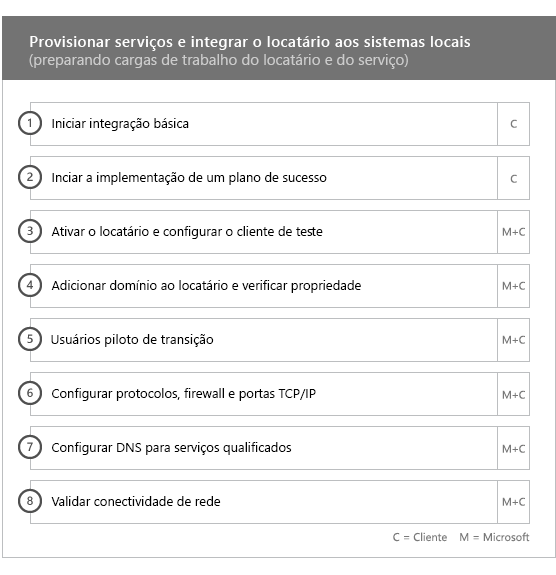 Provisionar serviços e integrar o locatário aos sistemas locais
(preparando cargas de trabalho do locatário e do serviço)
1 Iniciar integração básica C
2 Inciar a implementação de um plano de sucesso C
3 Ativar o locatário e configurar o cliente de teste M+C
4 Adicionar domínio ao locatário e verificar propriedade M+C
5 Usuários piloto de transição M+C
6 Configurar protocolos, firewall e portas TCP/IP M+C
7 Configurar DNS para serviços qualificados M+C
8 Validar conectividade de rede M+C
C = Cliente M = Microsoft